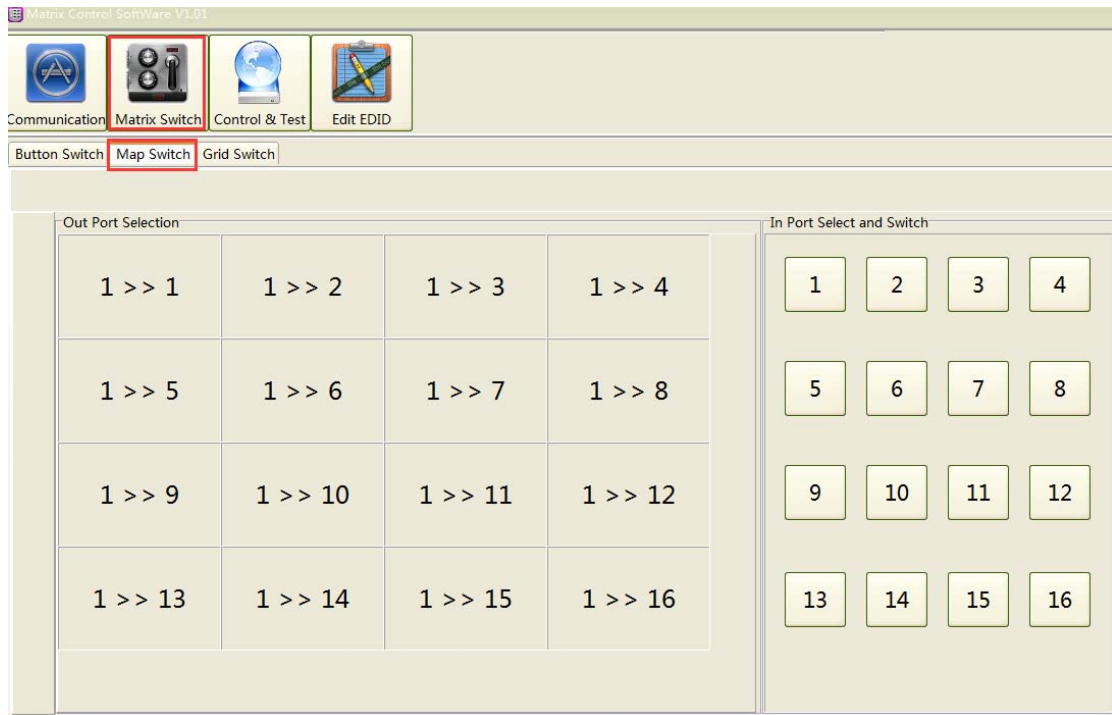 Matrix Control SoftWare V1.01
Communication Matrix Switch Control & Test Edit EDID
Button Switch Map Switch Grid Switch
Out Port Selection
1 >> 1 1 >> 2 1 >> 3 1 >> 4
1 >> 5 1 >> 6 1 >> 7 1 >> 8
1 >> 9 1 >> 10 1 >> 11 1 >> 12
1 >> 13 1 >> 14 1 >> 15 1 >> 16
In Port Select and Switch
1 2 3 4
5 6 7 8
9 10 11 12
13 14 15 16